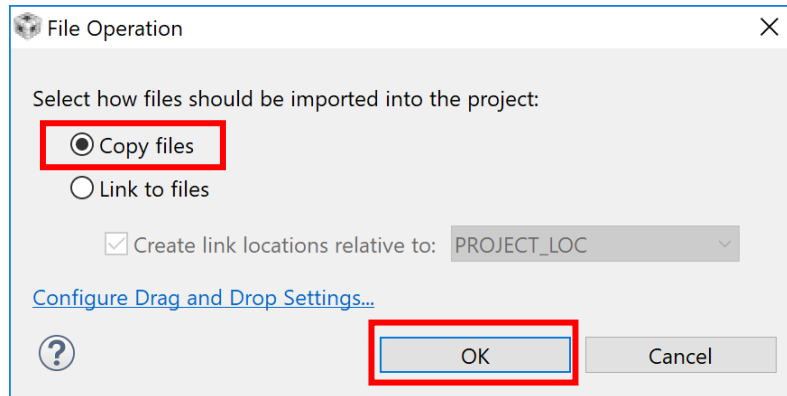 File Operation
Select how files should be imported into the project:
Copy files
Link to files
Create link locations relative to: PROJECT_LOC
Configure Drag and Drop Settings...
? OK Cancel